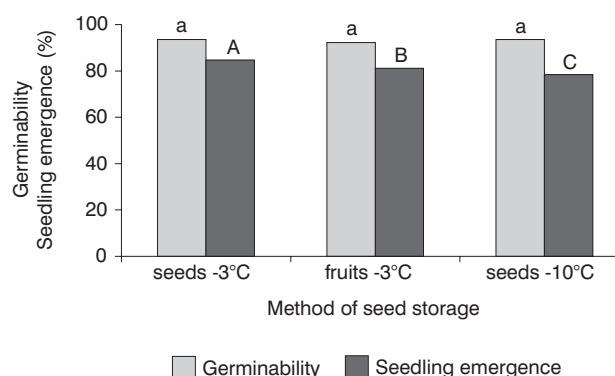 Germinability
Seedling emergence (%)
100
80
60
40
20
0
a A a B a C
seeds -3°C fruits -3°C seeds -10°C
Method of seed storage
Germinability Seedling emergence